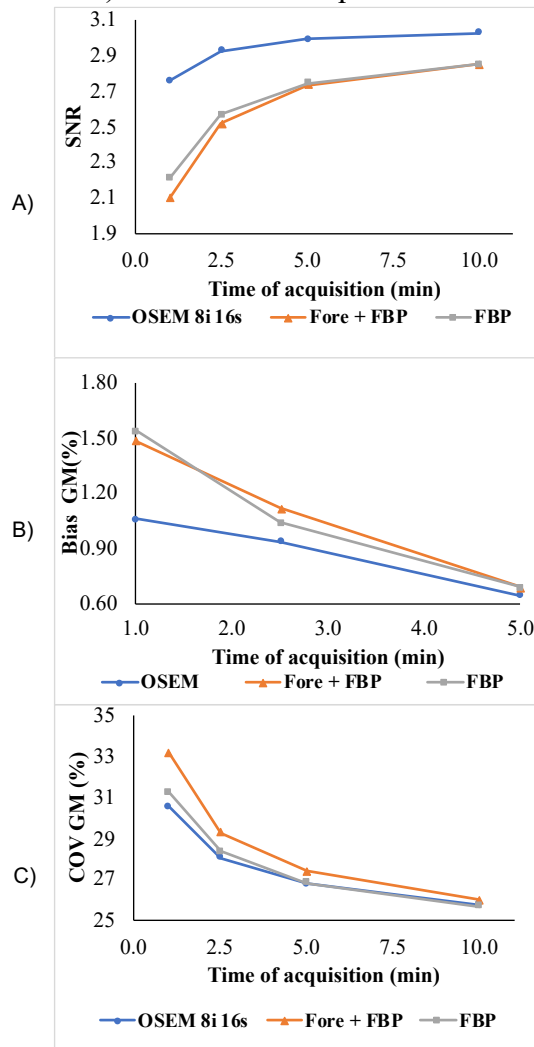 A)
3.1
2.9
2.7
2.5
2.3
2.1
1.9
SNR
0.0 2.5 5.0 7.5 10.0
Time of acquisition (min)
OSEM 8i 16s Fore + FBP FBP
B)
1.80
1.50
1.20
0.90
0.60
Bias GM(%)
1.0 2.0 3.0 4.0 5.0
Time of acquisition (min)
OSEM Fore + FBP FBP
C)
35
33
31
29
27
25
COV GM (%)
0.0 2.5 5.0 7.5 10.0
Time of acquisition (min)
OSEM 8i 16s Fore + FBP FBP